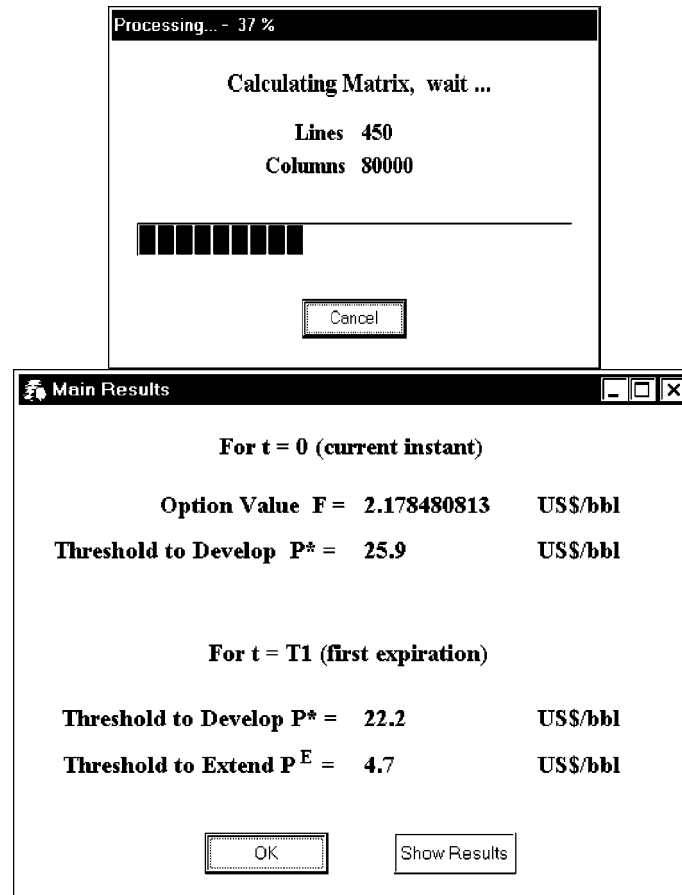 Processing... - 37 %
Calculating Matrix, wait ...
Lines 450
Columns 80000
Cancel
Main Results
For t = 0 (current instant)
Option Value F = 2.178480813 US$/bbl
Threshold to Develop P* = 25.9 US$/bbl
For t = T1 (first expiration)
Threshold to Develop P* = 22.2 US$/bbl
Threshold to Extend P E = 4.7 US$/bbl
OK Show Results